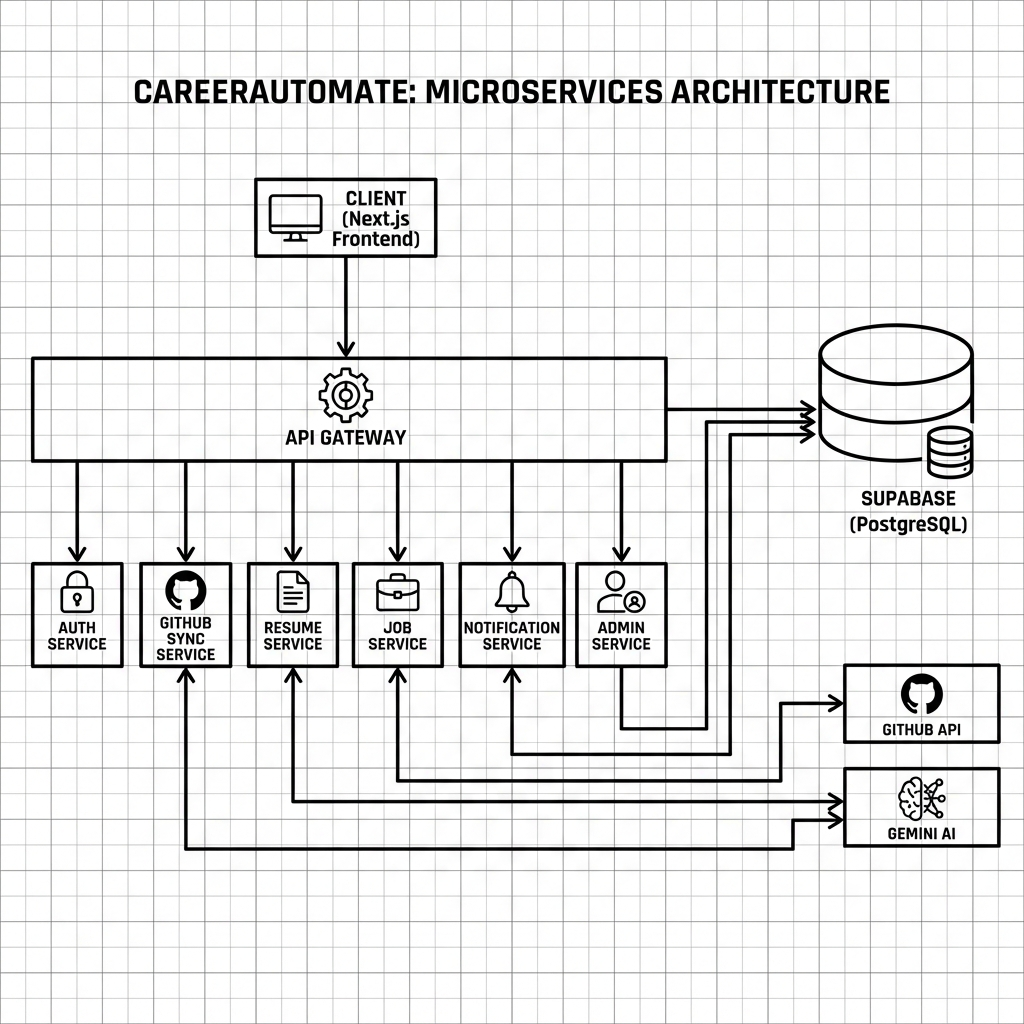 CAREERAUTOMATE: MICROSERVICES ARCHITECTURE
CLIENT
(Next.js
Frontend)
API GATEWAY
SUPABASE
(PostgreSQL)
AUTH
SERVICE
GITHUB
SYNC
SERVICE
RESUME
SERVICE
JOB
SERVICE
NOTIFICATION
SERVICE
ADMIN
SERVICE
GITHUB API
GEMINI AI